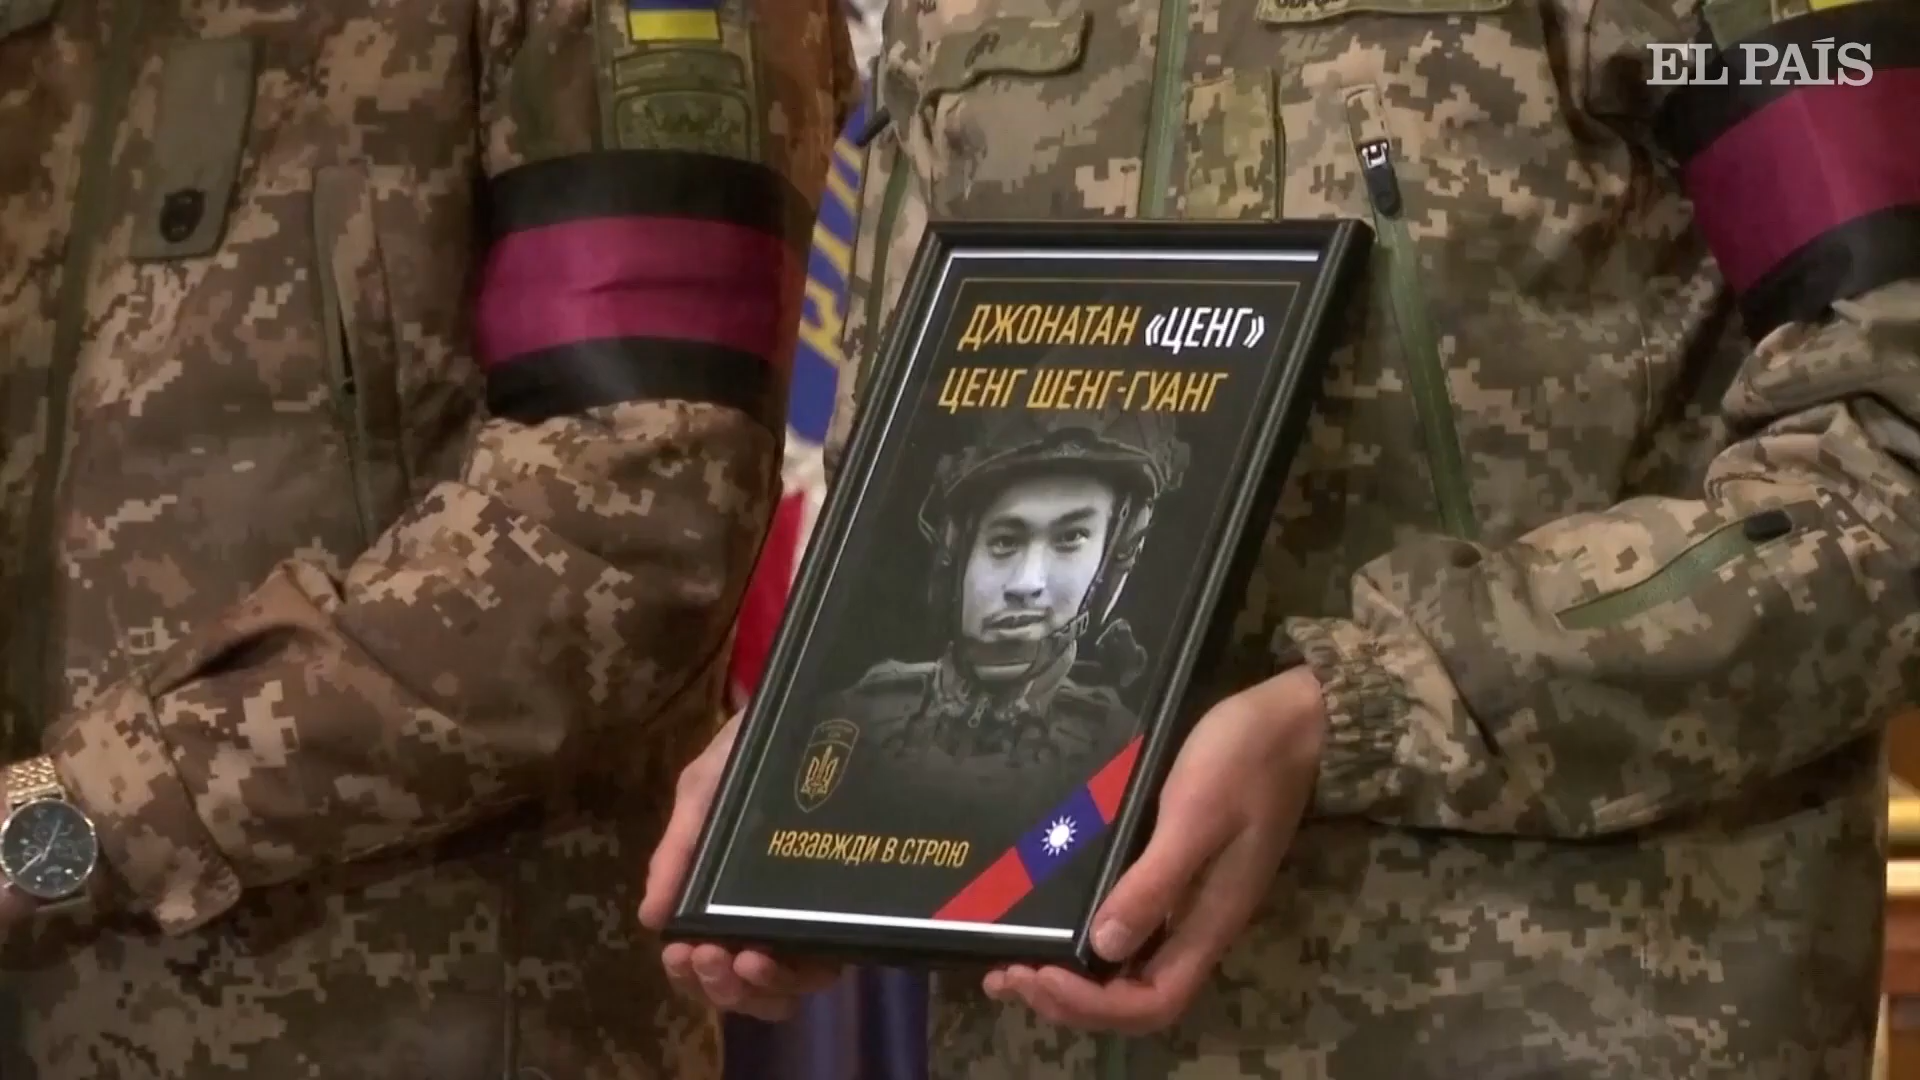 EL PAÍS
ДЖОНАТАН «ЦЕНГ»
ЦЕНГ ШЕНГ-ГУАНГ
НАЗАВЖДИ В СТРОЮ